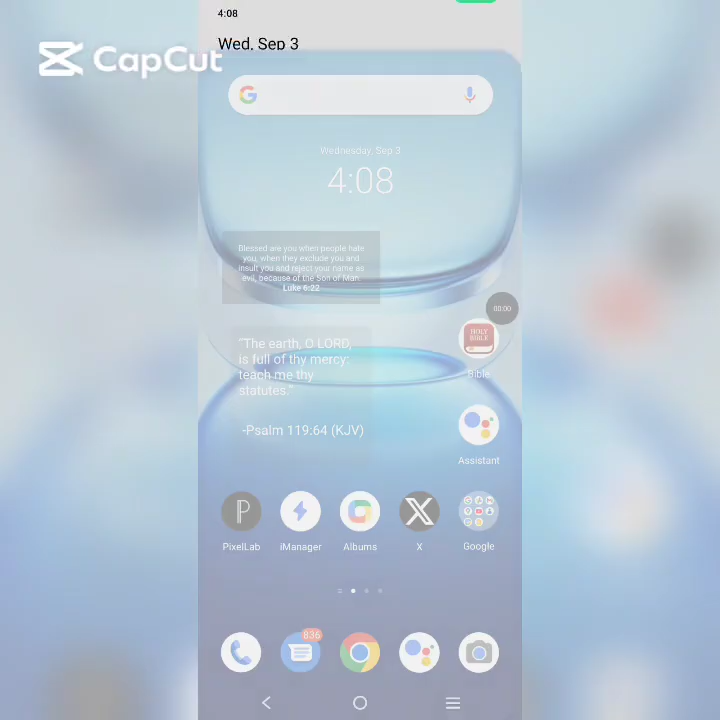 4:08
Wed, Sep 3
CapCut
Wednesday, Sep 3
4:08
Blessed are you when people hate
you, when they exclude you and
insult you and reject your name as
evil, because of the Son of Man.
Luke 6:22
00:00
"The earth, O LORD,
is full of thy mercy:
teach me thy
statutes."
-Psalm 119:64 (KJV)
HOLY
BIBLE
Bible
Assistant
PixelLab
iManager
Albums
X
Google
836